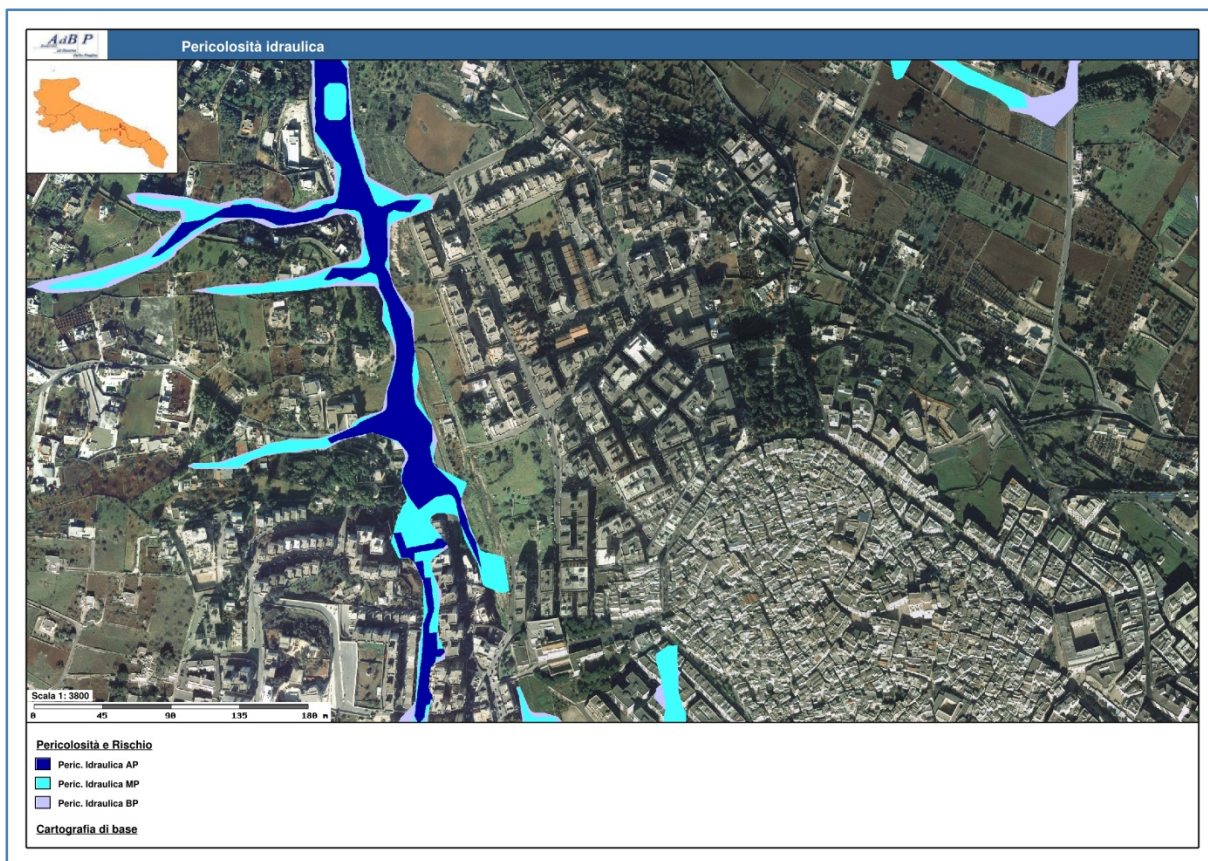 AdB P
Pericolosità idraulica
Scala 1: 3800
0 45 90 135 180 m
Pericolosità e Rischio
Peric. Idraulica AP
Peric. Idraulica MP
Peric. Idraulica BP
Cartografia di base